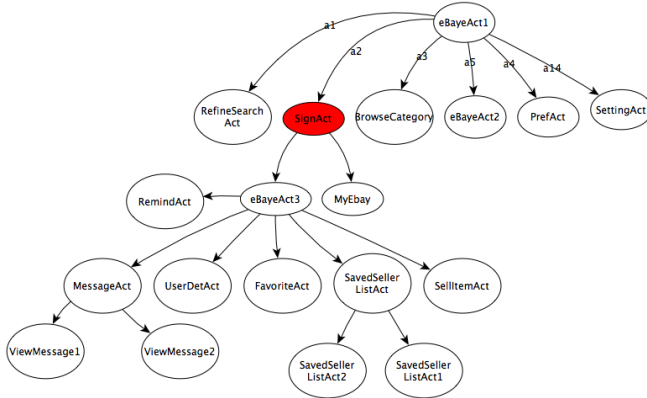 eBayeAct1
a1
a2
a3
a5
a4
a14
RefineSearch
Act
SignAct
BrowseCategory
eBayeAct2
PrefAct
SettingAct
RemindAct
eBayeAct3
MyEbay
MessageAct
UserDetAct
FavoriteAct
SavedSeller
ListAct
SellItemAct
ViewMessage1
ViewMessage2
SavedSeller
ListAct2
SavedSeller
ListAct1